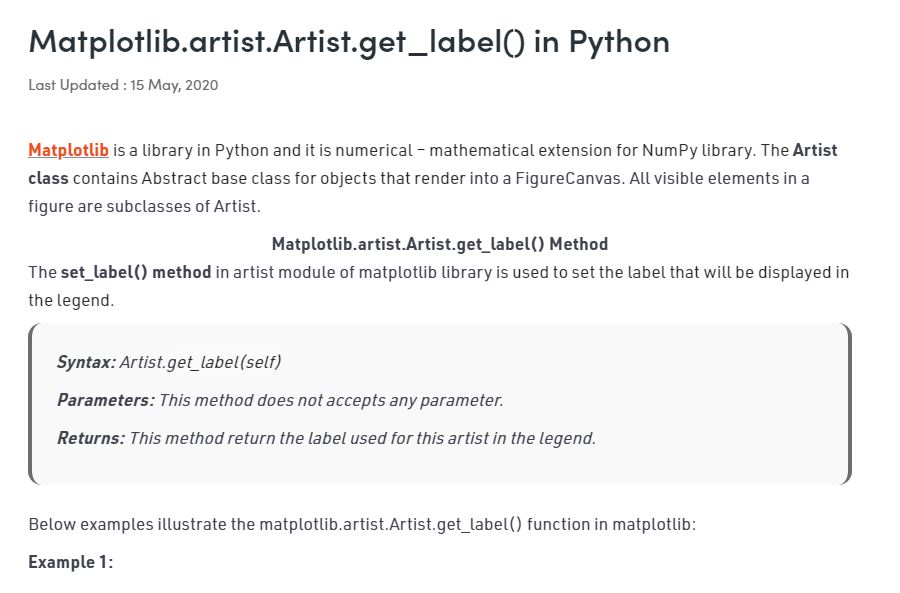 Matplotlib.artist.Artist.get_label() in Python
Last Updated : 15 May, 2020
Matplotlib is a library in Python and it is numerical – mathematical extension for NumPy library. The Artist
class contains Abstract base class for objects that render into a FigureCanvas. All visible elements in a
figure are subclasses of Artist.
Matplotlib.artist.Artist.get_label() Method
The set_label() method in artist module of matplotlib library is used to set the label that will be displayed in
the legend.
Syntax: Artist.get_label(self)
Parameters: This method does not accepts any parameter.
Returns: This method return the label used for this artist in the legend.
Below examples illustrate the matplotlib.artist.Artist.get_label() function in matplotlib:
Example 1: